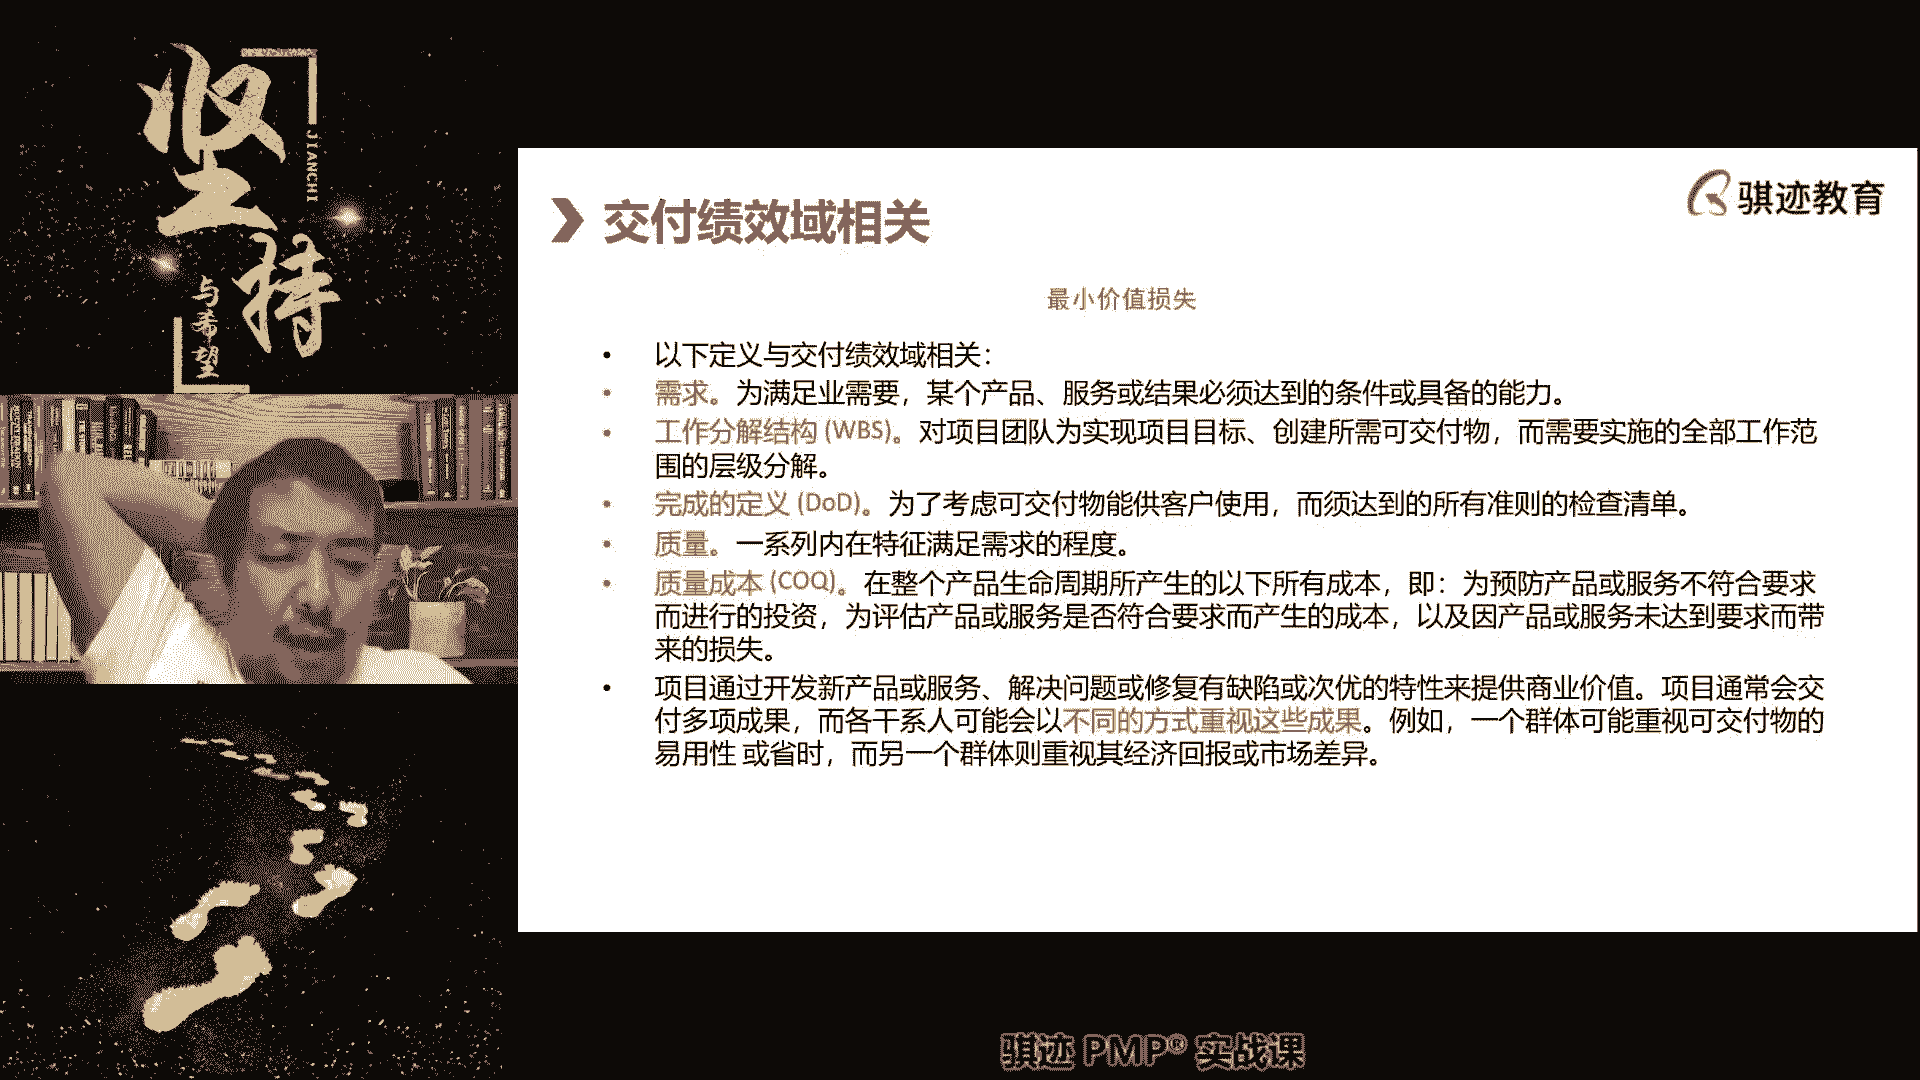 坚持
JIANCHI
与希望
交付绩效域相关
骐迹教育
最小价值损失
• 以下定义与交付绩效域相关：
• 需求。为满足业需要，某个产品、服务或结果必须达到的条件或具备的能力。
• 工作分解结构 (WBS)。对项目团队为实现项目目标、创建所需可交付物，而需要实施的全部工作范
围的层级分解。
• 完成的定义 (DoD)。为了考虑可交付物能供客户使用，而须达到的所有准则的检查清单。
• 质量。一系列内在特征满足需求的程度。
• 质量成本 (COQ)。在整个产品生命周期所产生的以下所有成本，即：为预防产品或服务不符合要求
而进行的投资，为评估产品或服务是否符合要求而产生的成本，以及因产品或服务未达到要求而带
来的损失。
• 项目通过开发新产品或服务、解决问题或修复有缺陷或次优的特性来提供商业价值。项目通常会交
付多项成果，而各干系人可能会以不同的方式重视这些成果。例如，一个群体可能重视可交付物的
易用性 或省时，而另一个群体则重视其经济回报或市场差异。
骐迹 PMP® 实战课